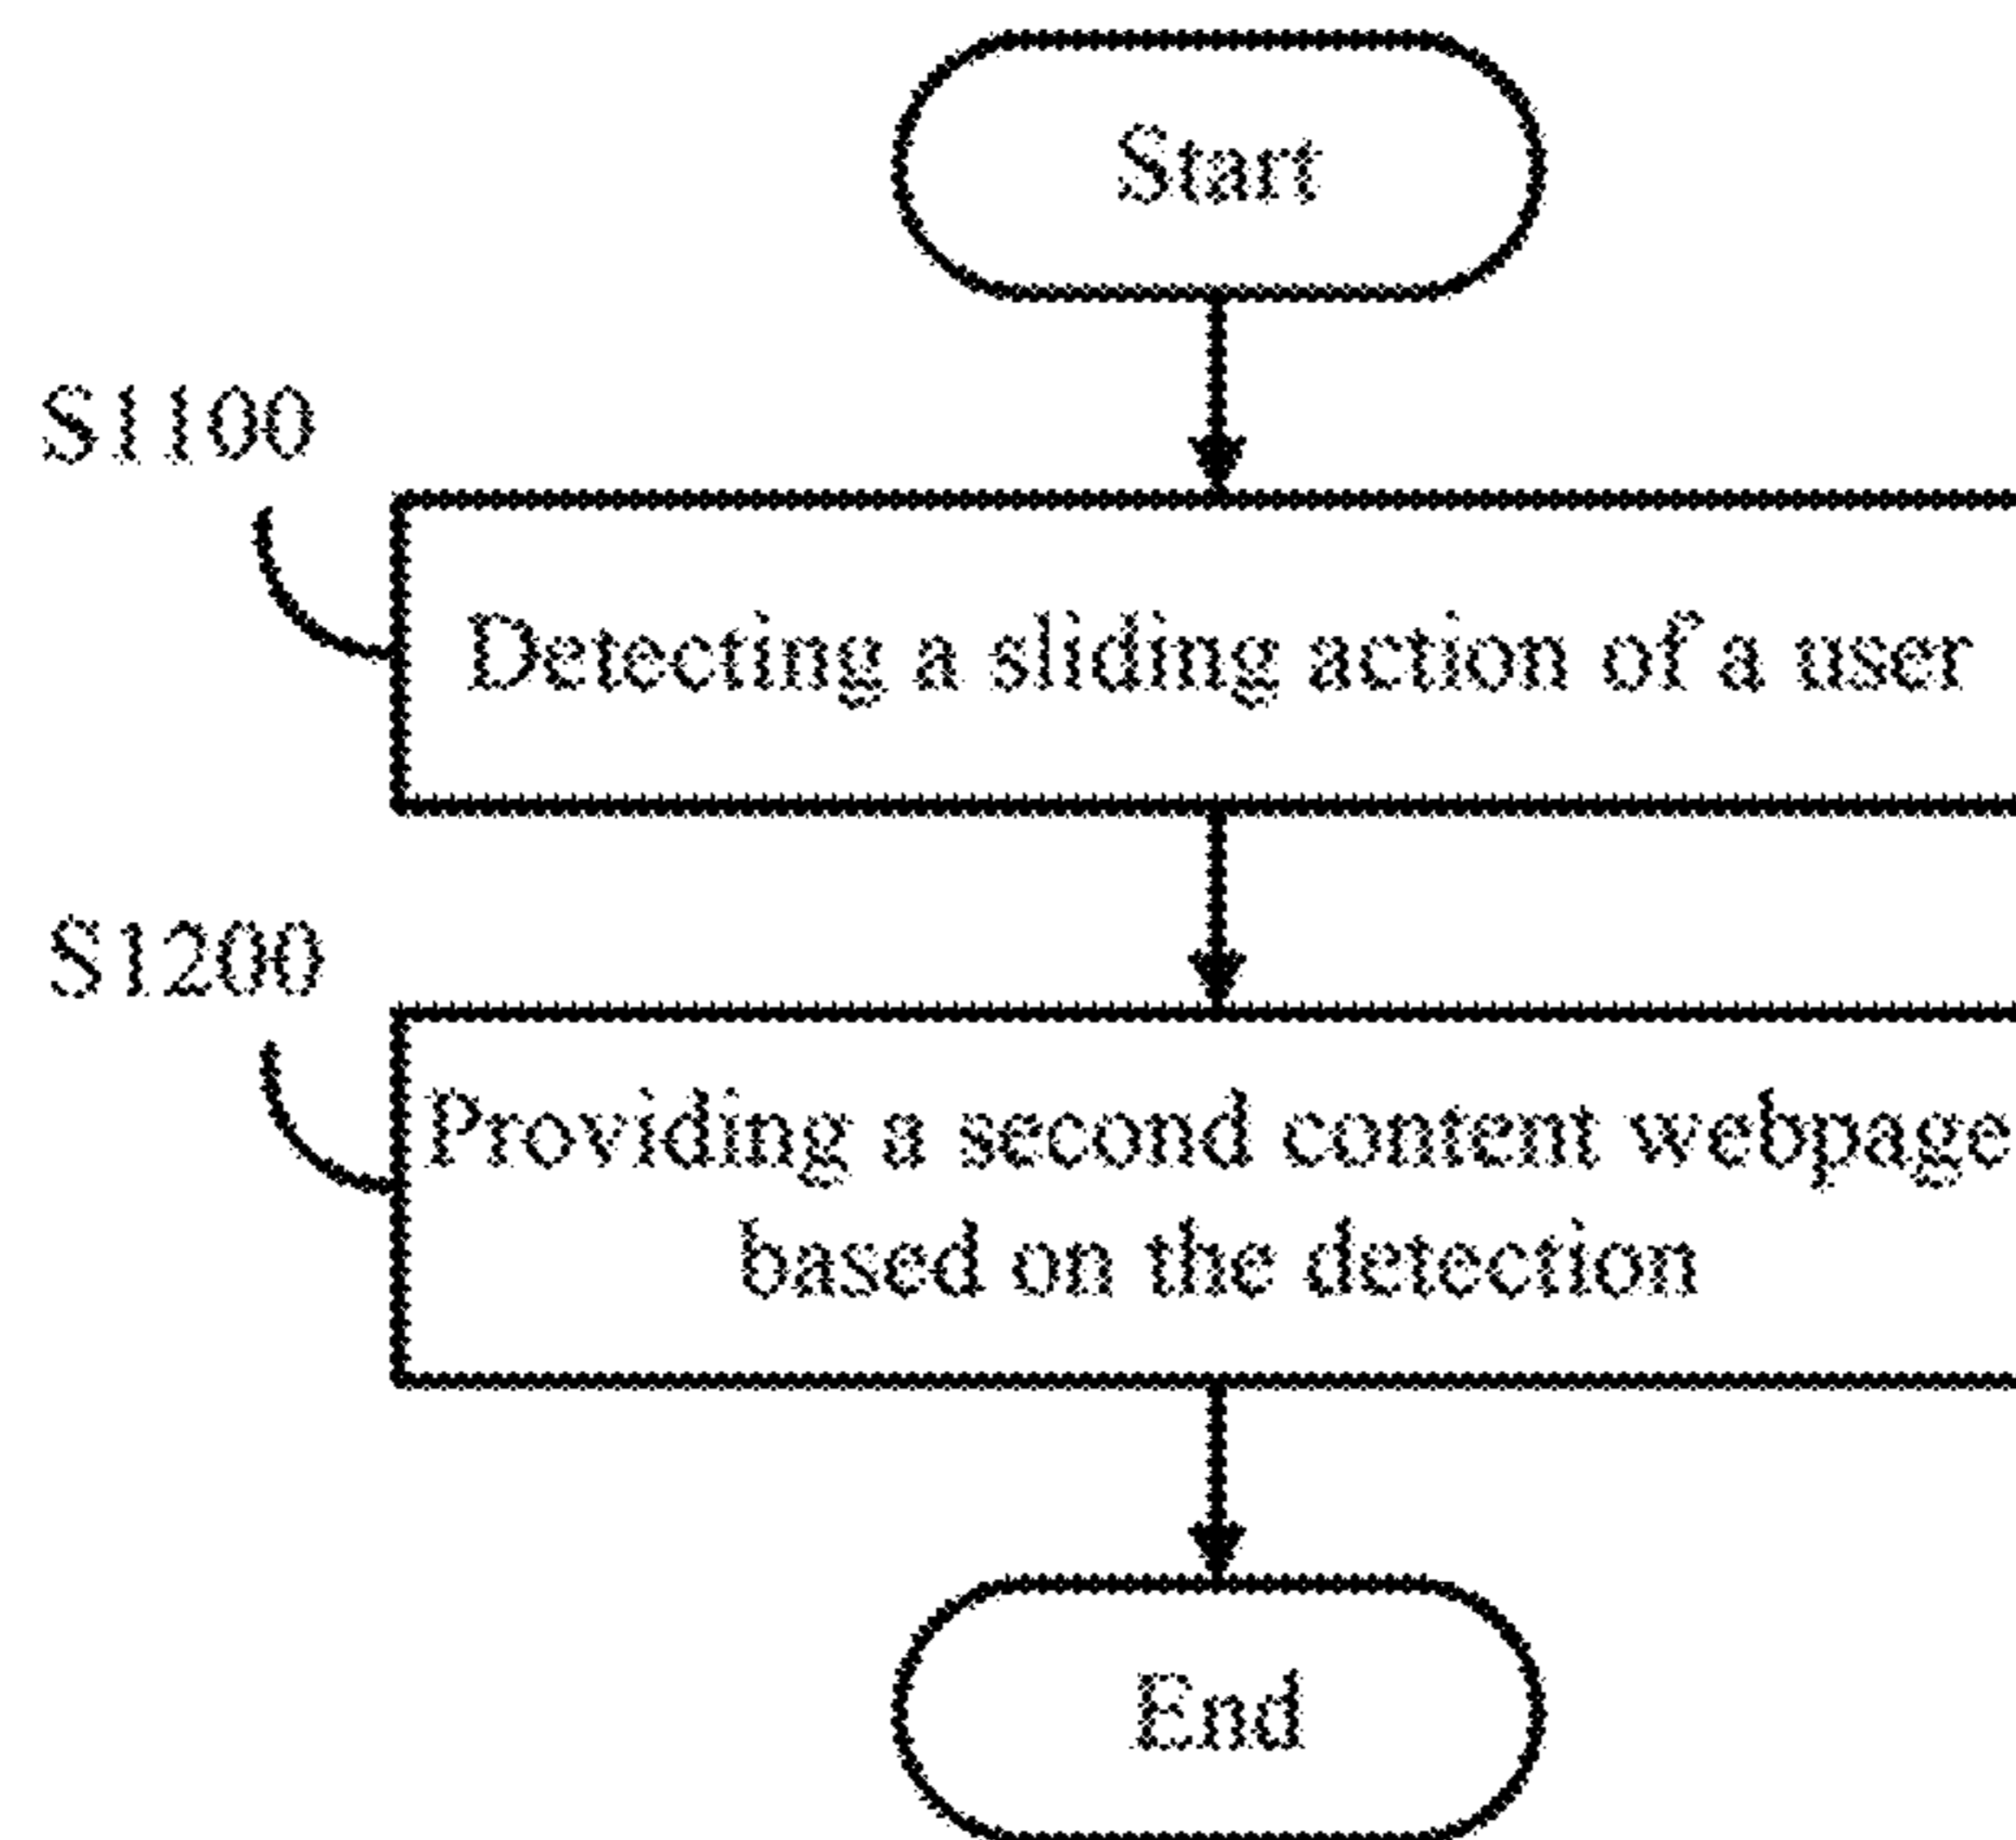 Start
S1100
Detecting a sliding action of a user
S1200
Providing a second content webpage
based on the detection
End